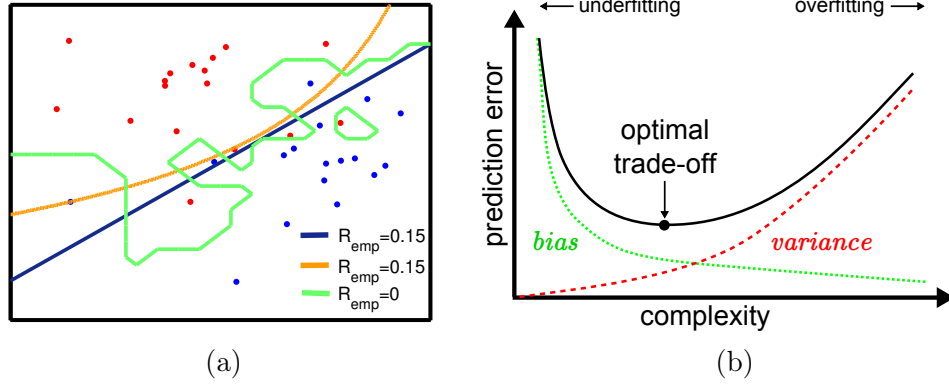 R_emp=0.15
R_emp=0.15
R_emp=0
(a)
← underfitting
overfitting →
prediction error
optimal
trade-off
bias
variance
complexity
(b)